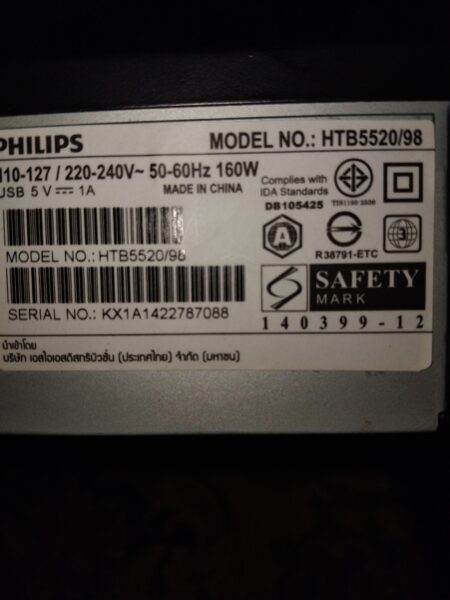 PHILIPS MODEL NO.: HTB5520/98
110-127 / 220-240V~ 50-60Hz 160W
USB 5 V 1A MADE IN CHINA
Complies with
IDA Standards
DB105425
TIS1195-2536
A
R38791-ETC
3
MODEL NO.: HTB5520/98
SERIAL NO.: KX1A1422787088
SAFETY
MARK
140399-12
นำเข้าโดย
บริษัท เอสไอเอสดิสทริบิวชั่น (ประเทศไทย) จำกัด (มหาชน)